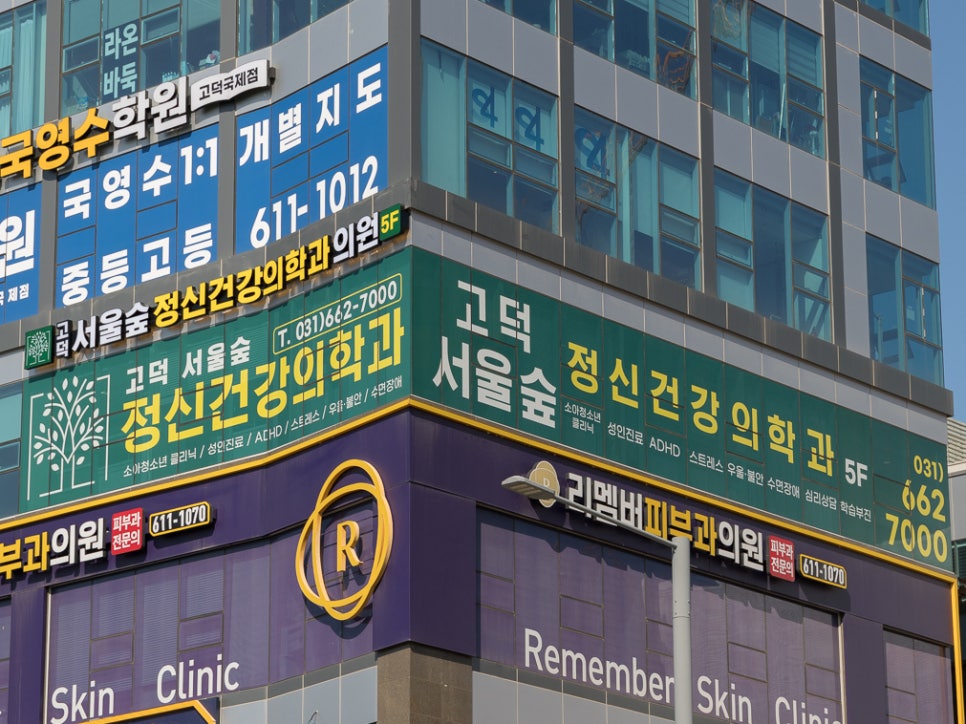 라온
바둑
국영수학원 고덕국제점
국영수1:1
중등고등
개별지도
611-1012
원
국제점
고덕 서울숲 정신건강의학과의원 5F
T. 031)662-7000
고덕 서울숲
정신건강의학과
소아청소년 클리닉 / 성인진료 / ADHD / 스트레스 / 우울·불안 / 수면장애
고덕
서울숲
정신건강의학과 5F
소아청소년
클리닉 성인진료 ADHD 스트레스 우울·불안 수면장애 심리상담 학습부진
031)
662
7000
부과의원 피부과
전문의 611-1070
R
리멤버피부과의원 피부과
전문의 611-1070
Skin Clinic
Remember Skin Clinic